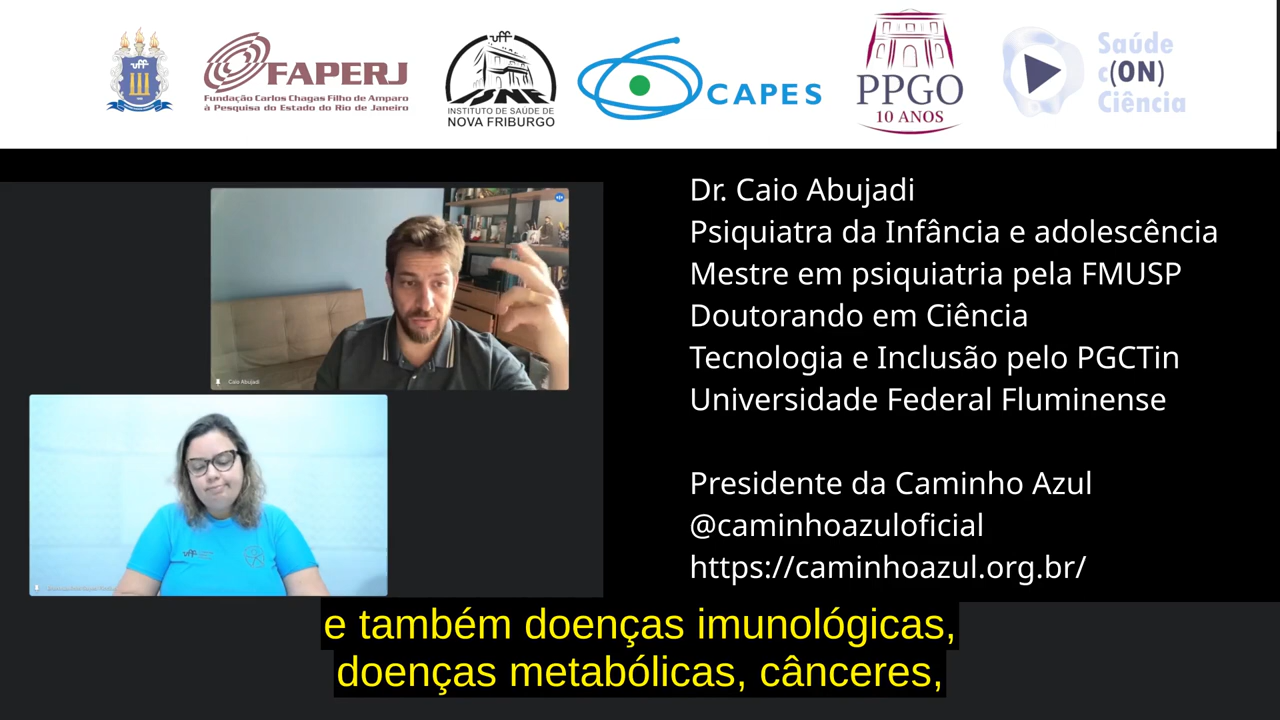 FAPERJ
Fundação Carlos Chagas Filho de Amparo
à Pesquisa do Estado do Rio de Janeiro
uff
INSTITUTO DE SAÚDE DE
NOVA FRIBURGO
CAPES
PPGO
10 ANOS
Saúde
c(ON)
Ciência
Dr. Caio Abujadi
Psiquiatra da Infância e adolescência
Mestre em psiquiatria pela FMUSP
Doutorando em Ciência
Tecnologia e Inclusão pelo PGCTin
Universidade Federal Fluminense
Presidente da Caminho Azul
@caminhoazuloficial
https://caminhoazul.org.br/
Caio Abujadi
uff
e também doenças imunológicas,
doenças metabólicas, cânceres,